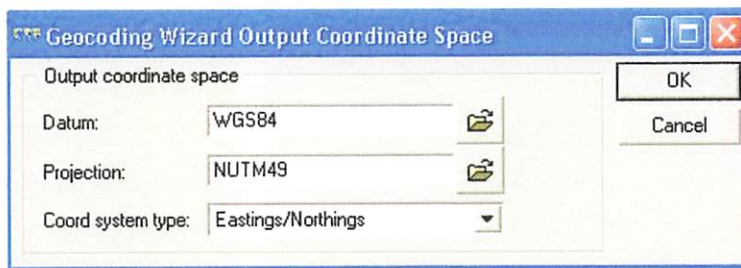 Geocoding Wizard Output Coordinate Space
Output coordinate space
OK
Datum: WGS84
Cancel
Projection: NUTM49
Coord system type: Eastings/Northings